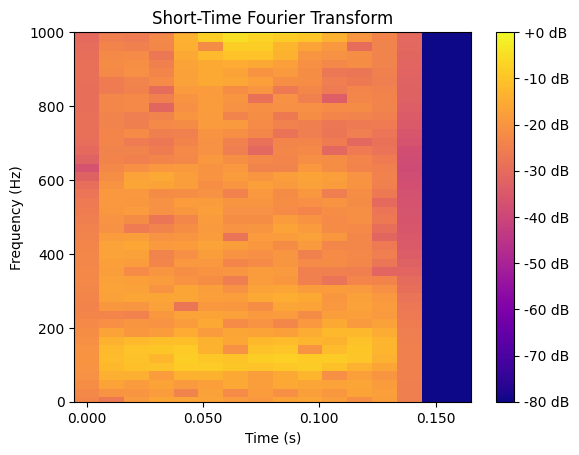 Short-Time Fourier Transform
1000
800
600
400
200
0
Frequency (Hz)
0.000
0.050
0.100
0.150
Time (s)
+0 dB
-10 dB
-20 dB
-30 dB
-40 dB
-50 dB
-60 dB
-70 dB
-80 dB